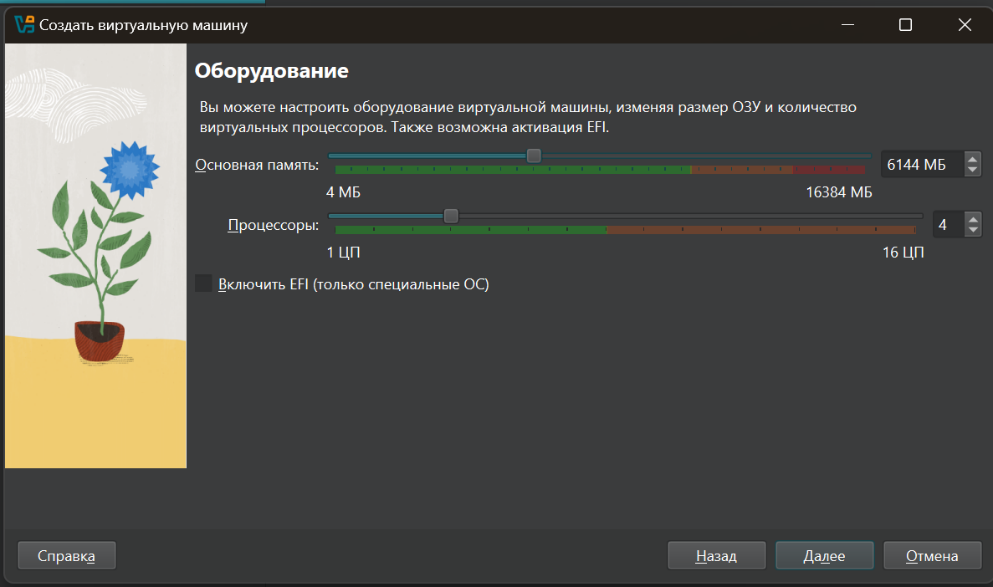 Создать виртуальную машину
Оборудование
Вы можете настроить оборудование виртуальной машины, изменяя размер ОЗУ и количество
виртуальных процессоров. Также возможна активация EFI.
Основная память: 6144 МБ
4 МБ 16384 МБ
Процессоры: 4
1 ЦП 16 ЦП
Включить EFI (только специальные ОС)
Справка Назад Далее Отмена